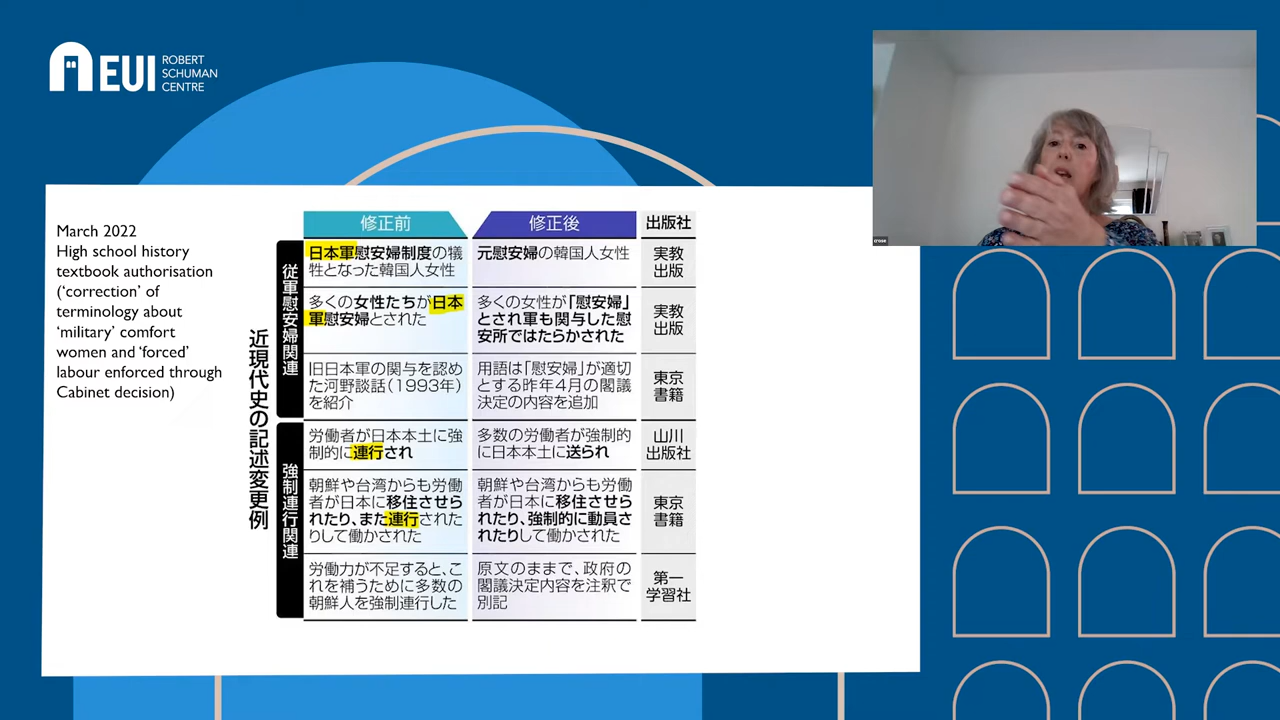 EUI
ROBERT
SCHUMAN
CENTRE
March 2022
High school history
textbook authorisation
(‘correction’ of
terminology about
‘military’ comfort
women and ‘forced’
labour enforced through
Cabinet decision)
近現代史の記述変更例
修正前
修正後
出版社
従軍慰安婦関連
日本軍慰安婦制度の犠
牲となった韓国人女性
元慰安婦の韓国人女性
実教
出版
多くの女性たちが日本
軍慰安婦とされた
多くの女性が「慰安婦」
とされ軍も関与した慰
安所ではたらかされた
実教
出版
旧日本軍の関与を認め
た河野談話(1993年)
を紹介
用語は「慰安婦」が適切
とする昨年4月の閣議
決定の内容を追加
東京
書籍
強制連行関連
労働者が日本本土に強
制的に連行され
多数の労働者が強制的
に日本本土に送られ
山川
出版社
朝鮮や台湾からも労働
者が日本に移住させら
れたり、また連行された
りして働かされた
朝鮮や台湾からも労働
者が日本に移住させら
れたり、強制的に動員さ
れたりして働かされた
東京
書籍
労働力が不足すると、こ
れを補うために多数の
朝鮮人を強制連行した
原文のままで、政府の
閣議決定内容を注釈で
別記
第一
学習社